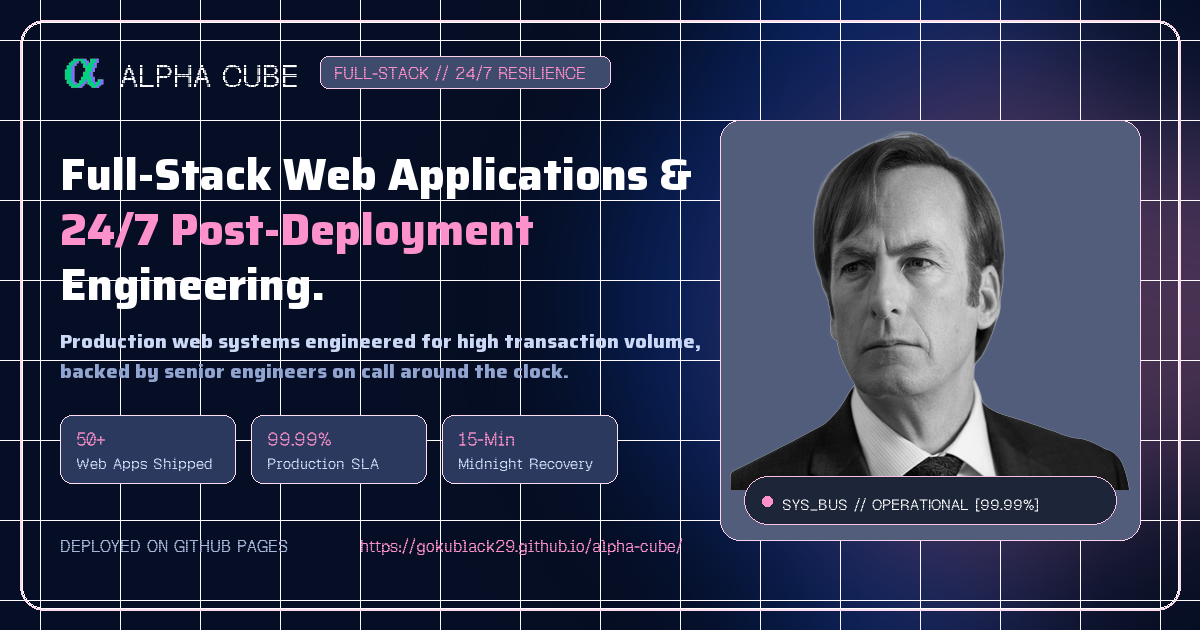 α ALPHA CUBE
FULL-STACK // 24/7 RESILIENCE
Full-Stack Web Applications &
24/7 Post-Deployment
Engineering.
Production web systems engineered for high transaction volume,
backed by senior engineers on call around the clock.
50+
Web Apps Shipped
99.99%
Production SLA
15-Min
Midnight Recovery
SYS_BUS // OPERATIONAL [99.99%]
DEPLOYED ON GITHUB PAGES
https://gokublack29.github.io/alpha-cube/